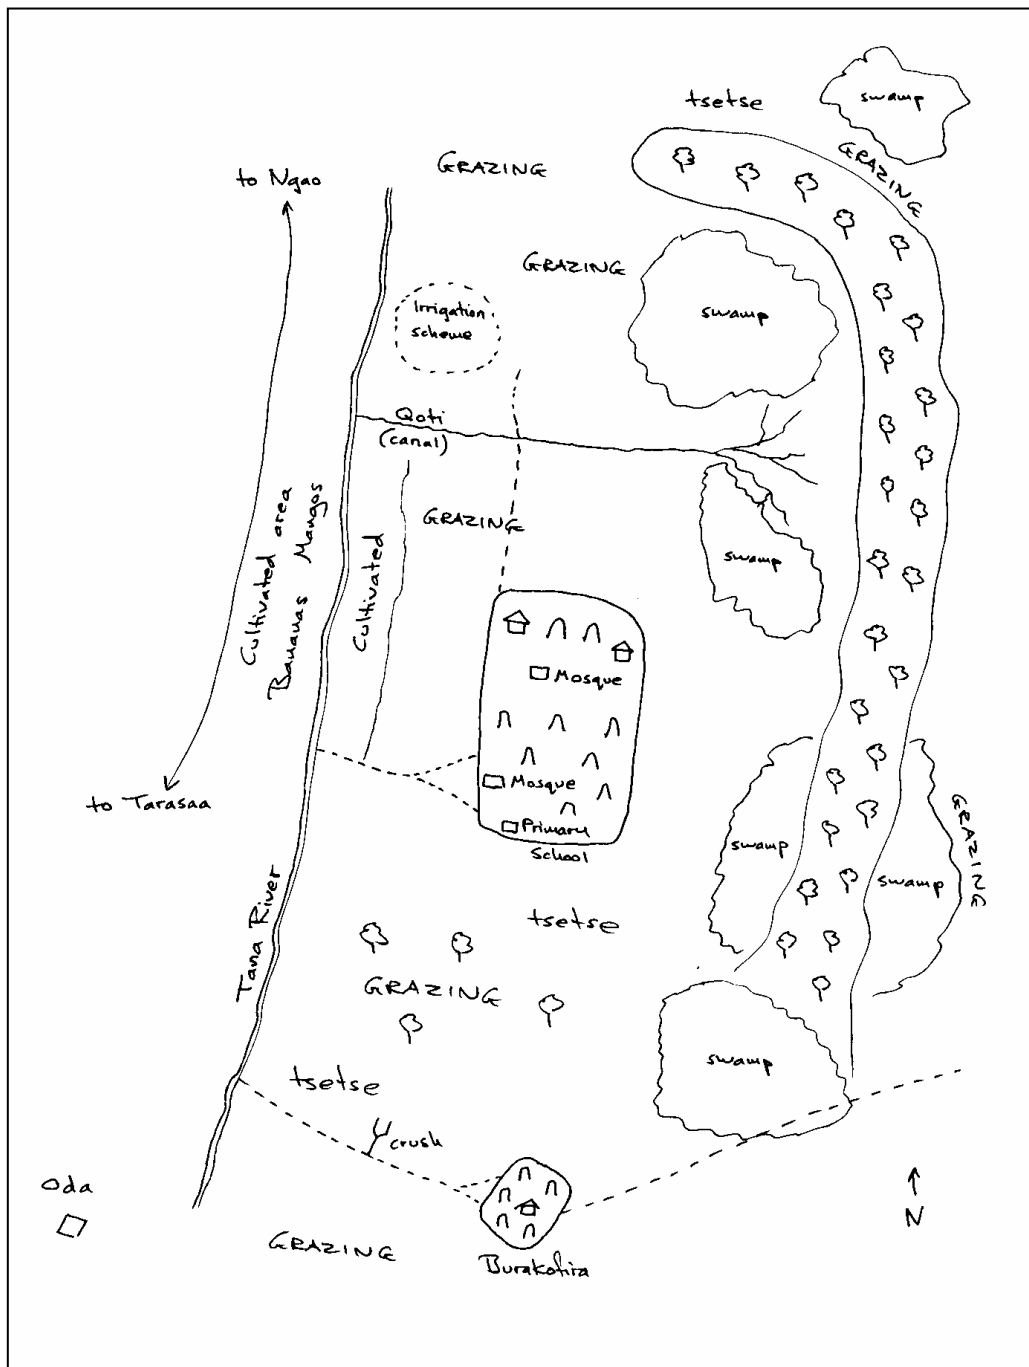 tsetse
swamp
GRAZING
GRAZING
to Ngao
GRAZING
Irrigation
scheme
swamp
Qoti
(canal)
Cultivated area
Bananas Mangos
Cultivated
GRAZING
swamp
Mosque
Mosque
Primary
School
to Tarasaa
swamp
swamp
GRAZING
Tana River
tsetse
GRAZING
swamp
tsetse
crush
Oda
N
GRAZING
Burakofira